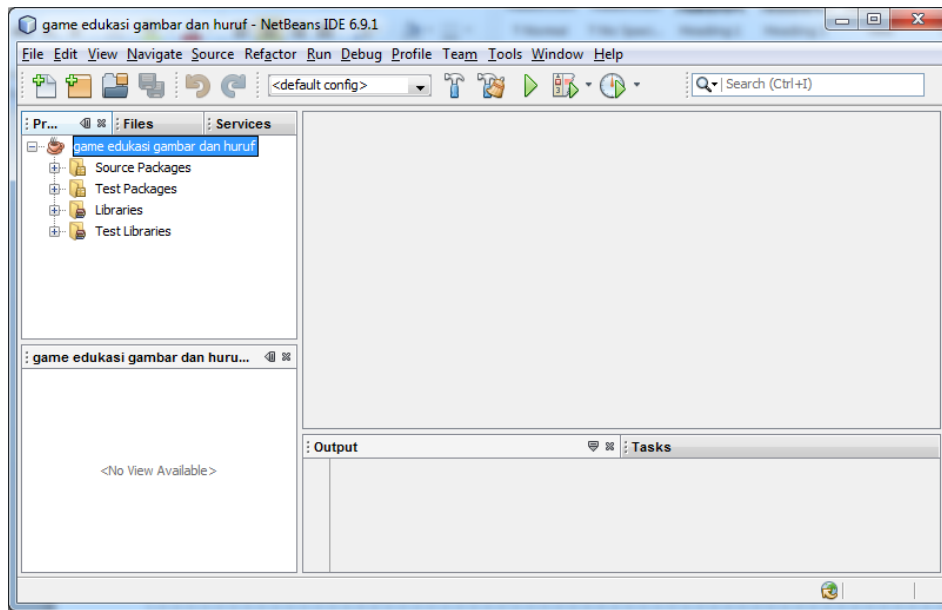 game edukasi gambar dan huruf - NetBeans IDE 6.9.1
File Edit View Navigate Source Refactor Run Debug Profile Team Tools Window Help
<default config>
Search (Ctrl+I)
Pr... Files Services
game edukasi gambar dan huruf
Source Packages
Test Packages
Libraries
Test Libraries
game edukasi gambar dan huru...
<No View Available>
Output Tasks